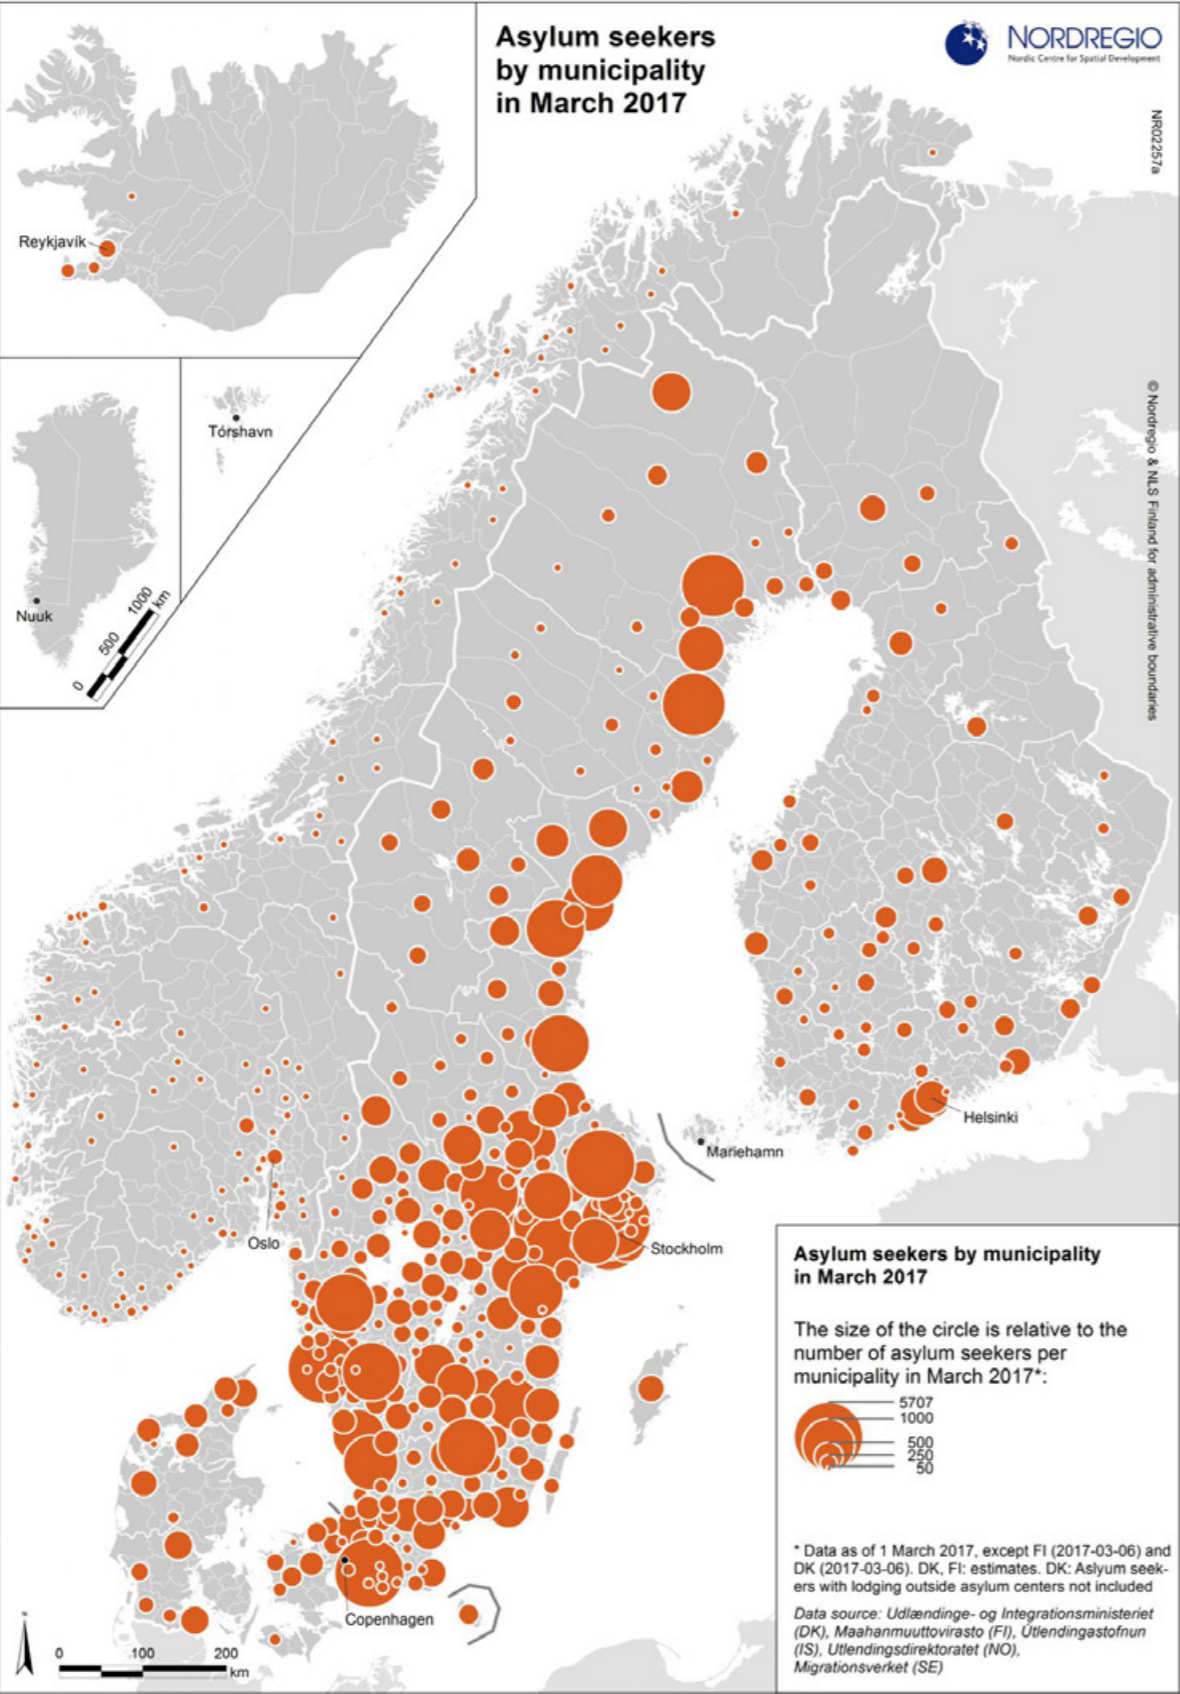 Asylum seekers
by municipality
in March 2017
NORDREGIO
Nordic Centre for Spatial Development
NR02257a
© Nordregio & NLS Finland for administrative boundaries
Reykjavík
Tórshavn
Nuuk
0 500 1000
km
Helsinki
Mariehamn
Oslo
Stockholm
Copenhagen
N
0 100 200
km
Asylum seekers by municipality
in March 2017
The size of the circle is relative to the
number of asylum seekers per
municipality in March 2017*:
5707
1000
500
250
50
* Data as of 1 March 2017, except FI (2017-03-06) and
DK (2017-03-06). DK, FI: estimates. DK: Aslyum seek-
ers with lodging outside asylum centers not included
Data source: Udlændinge- og Integrationsministeriet
(DK), Maahanmuuttovirasto (FI), Útlendingastofnun
(IS), Utlendingsdirektoratet (NO),
Migrationsverket (SE)